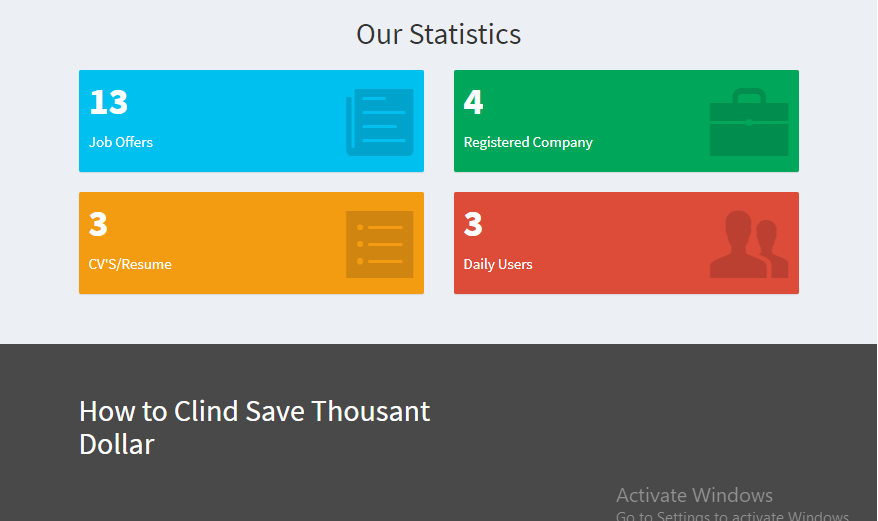 Our Statistics
13
Job Offers
4
Registered Company
3
CV'S/Resume
3
Daily Users
How to Clind Save Thousant
Dollar
Activate Windows
Go to Settings to activate Windows